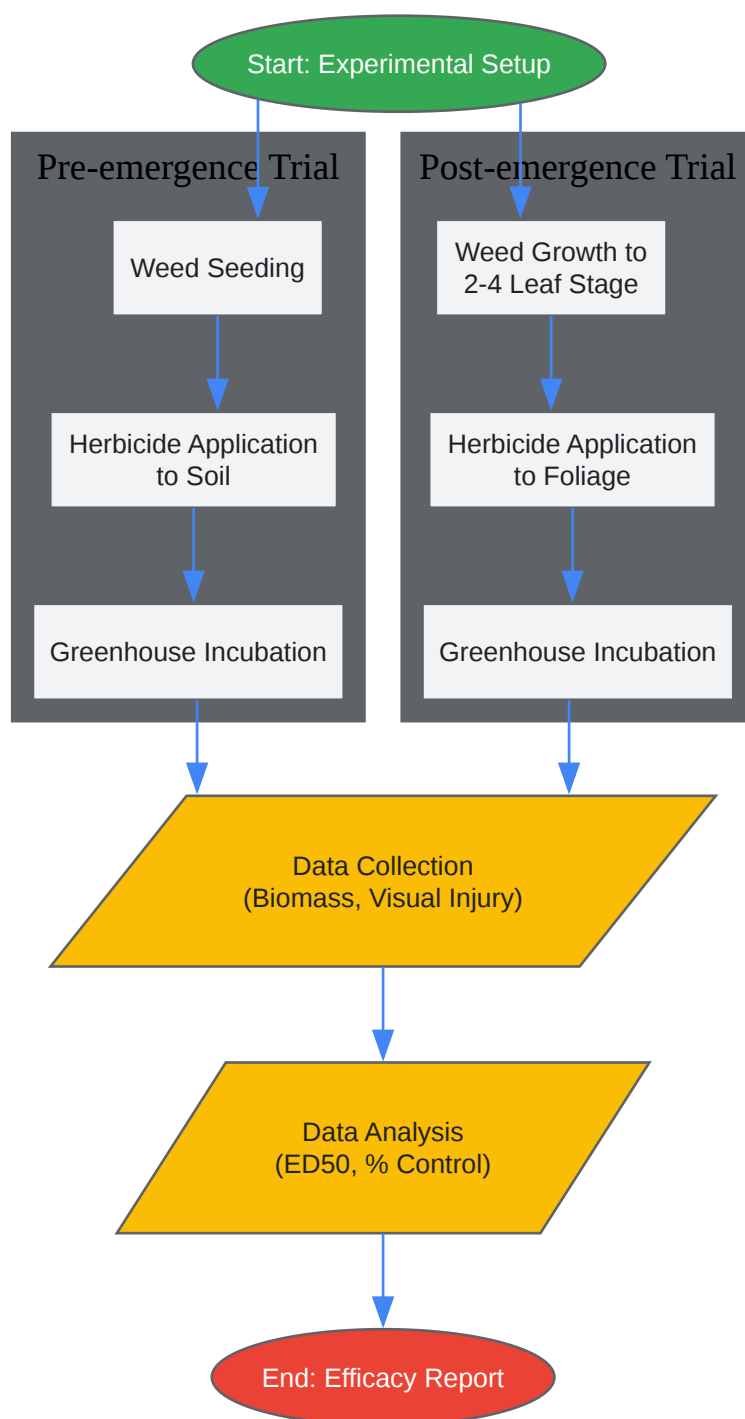 Start: Experimental Setup
Pre-emergence Trial
Weed Seeding
Herbicide Application
to Soil
Greenhouse Incubation
Post-emergence Trial
Weed Growth to
2-4 Leaf Stage
Herbicide Application
to Foliage
Greenhouse Incubation
Data Collection
(Biomass, Visual Injury)
Data Analysis
(ED50, % Control)
End: Efficacy Report